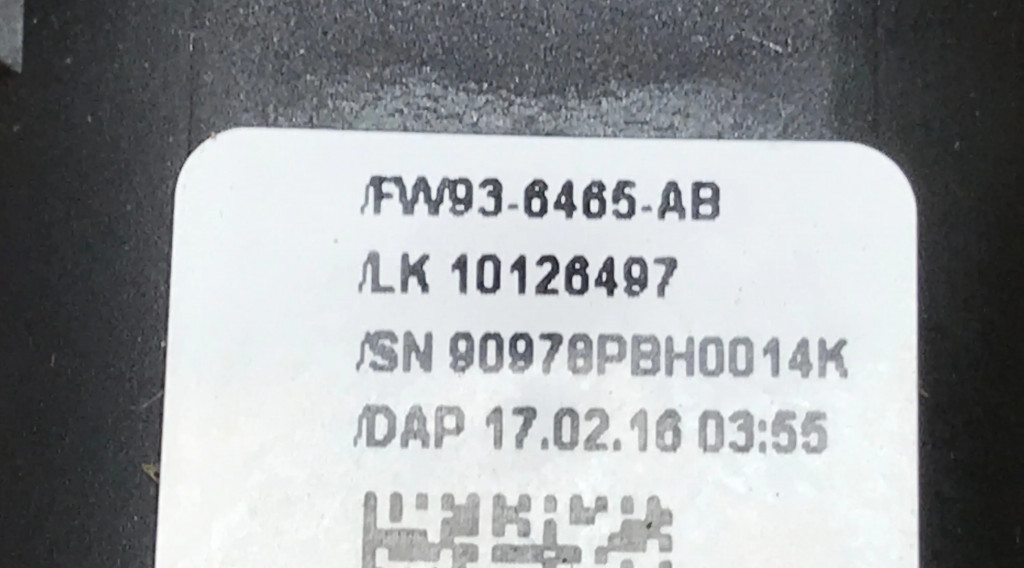 /FW93-6465-AB
/LK 10126497
/SN 90978PBH0014K
/DAP 17.02.16 03:55